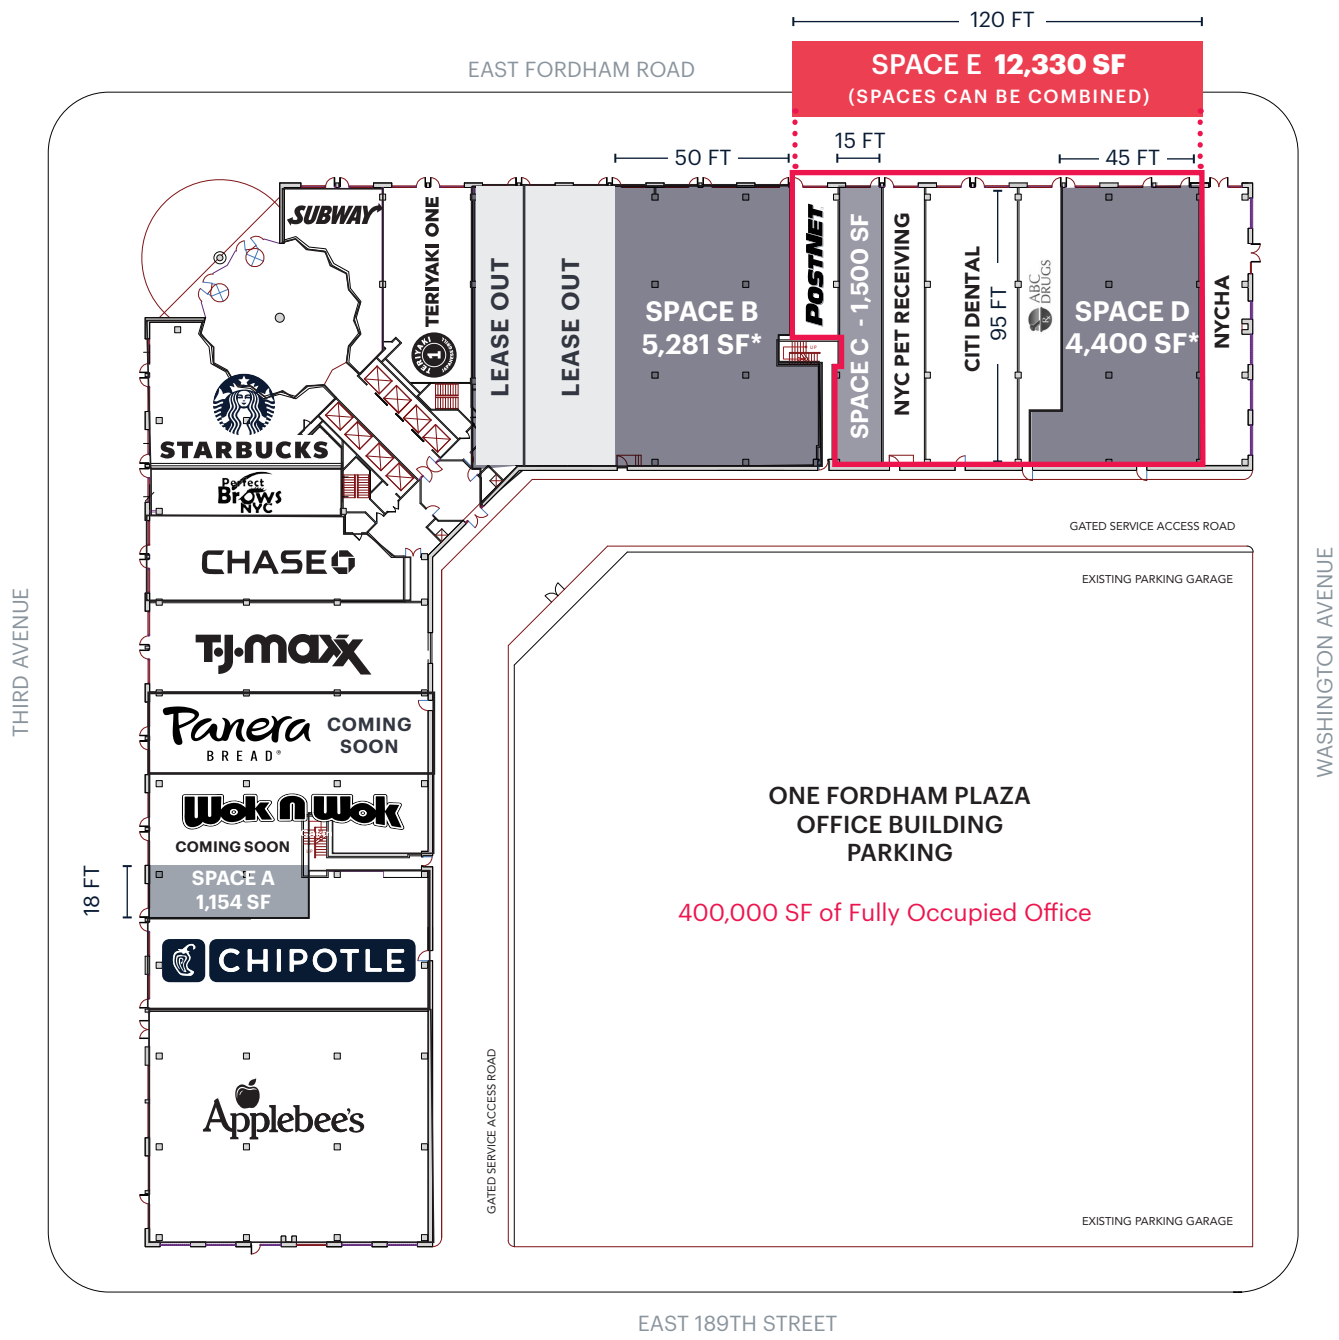 120 FT
SPACE E 12,330 SF
(SPACES CAN BE COMBINED)
EAST FORDHAM ROAD
50 FT
15 FT
45 FT
SUBWAY
TERIYAKI ONE
LEASE OUT
LEASE OUT
SPACE B
5,281 SF*
POSTNET
SPACE C - 1,500 SF
NYC PET RECEIVING
CITI DENTAL
95 FT
ABC
DRUGS
SPACE D
4,400 SF*
NYCHA
UP
STARBUCKS
Perfect
Brows
NYC
CHASE
T·J·maxx
Panera
BREAD®
COMING
SOON
Wok n Wok
COMING SOON
18 FT
SPACE A
1,154 SF
CHIPOTLE
Applebee's
THIRD AVENUE
WASHINGTON AVENUE
GATED SERVICE ACCESS ROAD
EXISTING PARKING GARAGE
ONE FORDHAM PLAZA
OFFICE BUILDING
PARKING
400,000 SF of Fully Occupied Office
GATED SERVICE ACCESS ROAD
EXISTING PARKING GARAGE
EAST 189TH STREET